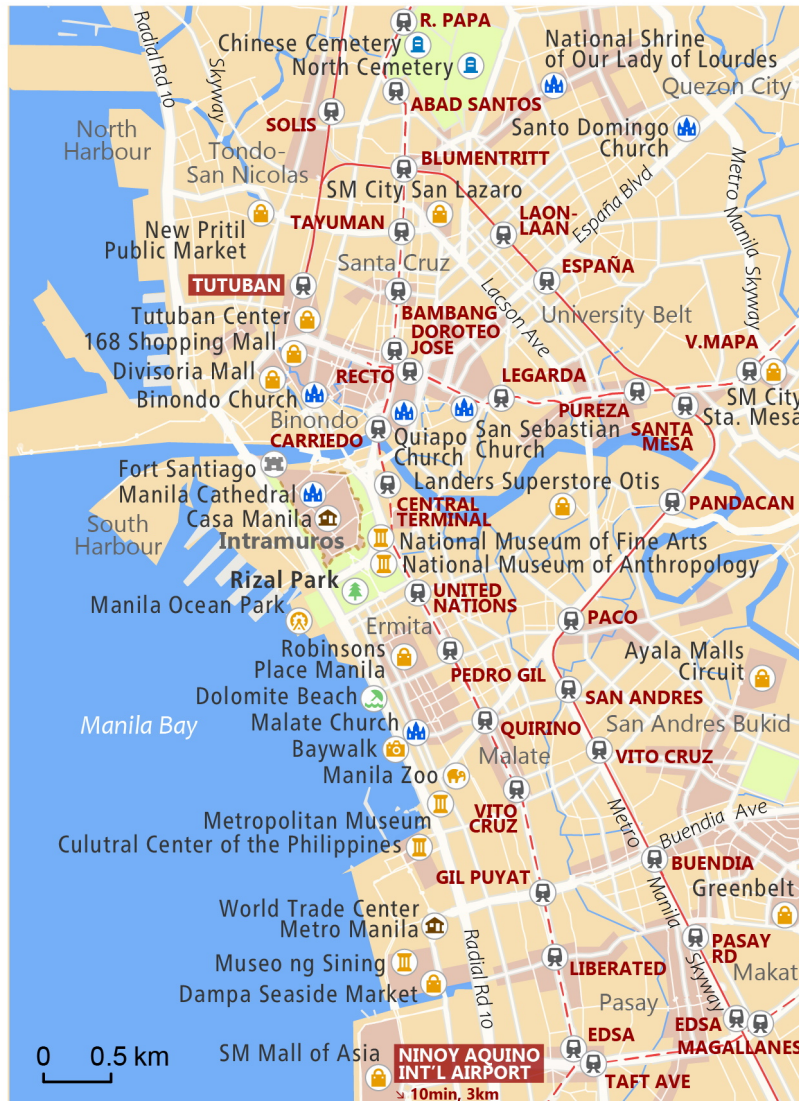 R. PAPA
Chinese Cemetery
North Cemetery
National Shrine
of Our Lady of Lourdes
Quezon City
Radial Rd 10
Skyway
ABAD SANTOS
SOLIS
Santo Domingo
Church
North
Harbour
Tondo-
San Nicolas
BLUMENTRITT
SM City San Lazaro
España Blvd
Metro Manila Skyway
New Pritil
Public Market
TAYUMAN
LAON-
LAAN
Santa Cruz
ESPAÑA
TUTUBAN
Lacson Ave
University Belt
Tutuban Center
BAMBANG
DOROTEO
JOSE
168 Shopping Mall
V.MAPA
Divisoria Mall
RECTO
LEGARDA
Binondo Church
PUREZA
SM City
Sta. Mesa
Binondo
CARRIEDO
Quiapo
Church
San Sebastian
Church
SANTA
MESA
Fort Santiago
Landers Superstore Otis
Manila Cathedral
CENTRAL
TERMINAL
PANDACAN
Casa Manila
South
Harbour
Intramuros
National Museum of Fine Arts
National Museum of Anthropology
Rizal Park
UNITED
NATIONS
Manila Ocean Park
PACO
Ermita
Robinsons
Place Manila
PEDRO GIL
Ayala Malls
Circuit
Dolomite Beach
SAN ANDRES
Manila Bay
Malate Church
QUIRINO
San Andres Bukid
Baywalk
Malate
VITO CRUZ
Manila Zoo
VITO
CRUZ
Metropolitan Museum
Culutral Center of the Philippines
Metro Manila Skyway
Buendia Ave
BUENDIA
GIL PUYAT
Greenbelt
World Trade Center
Metro Manila
Radial Rd 10
PASAY
RD
Museo ng Sining
LIBERATED
Makat
Dampa Seaside Market
Pasay
EDSA
EDSA
MAGALLANES
0 0.5 km
SM Mall of Asia
NINOY AQUINO
INT'L AIRPORT
TAFT AVE
↘ 10min, 3km